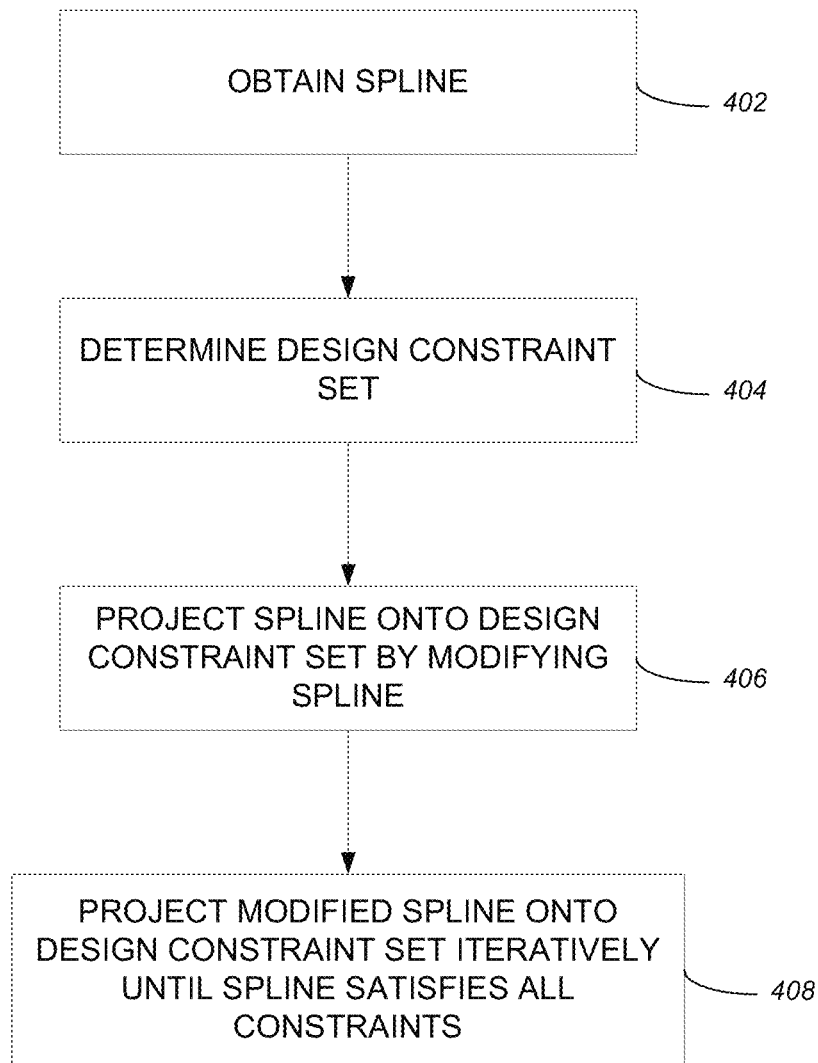 OBTAIN SPLINE
402
DETERMINE DESIGN CONSTRAINT
SET
404
PROJECT SPLINE ONTO DESIGN
CONSTRAINT SET BY MODIFYING
SPLINE
406
PROJECT MODIFIED SPLINE ONTO
DESIGN CONSTRAINT SET ITERATIVELY
UNTIL SPLINE SATISFIES ALL
CONSTRAINTS
408